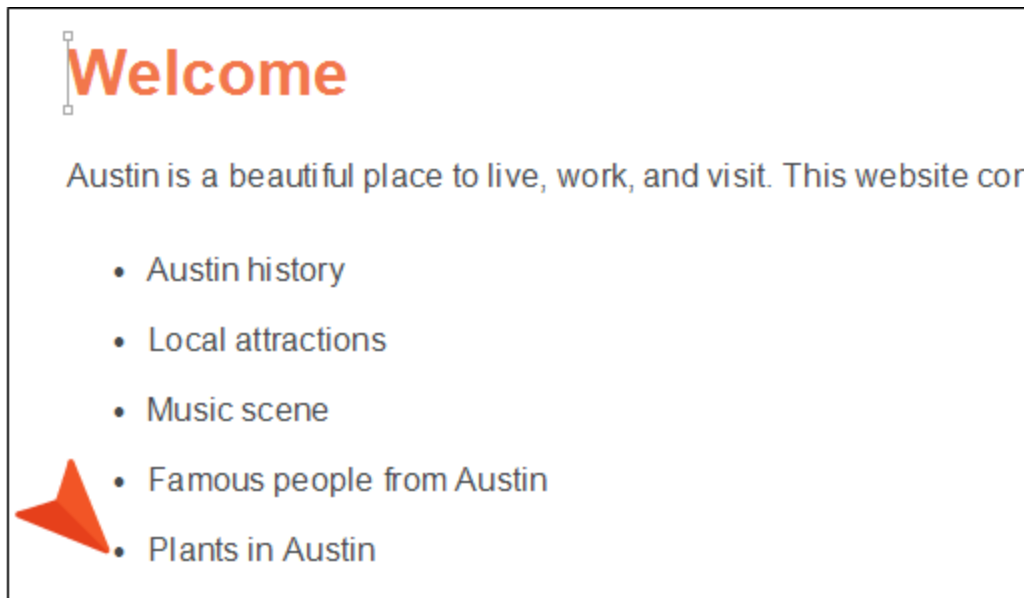 Welcome
Austin is a beautiful place to live, work, and visit. This website
• Austin history
• Local attractions
• Music scene
• Famous people from Austin
• Plants in Austin